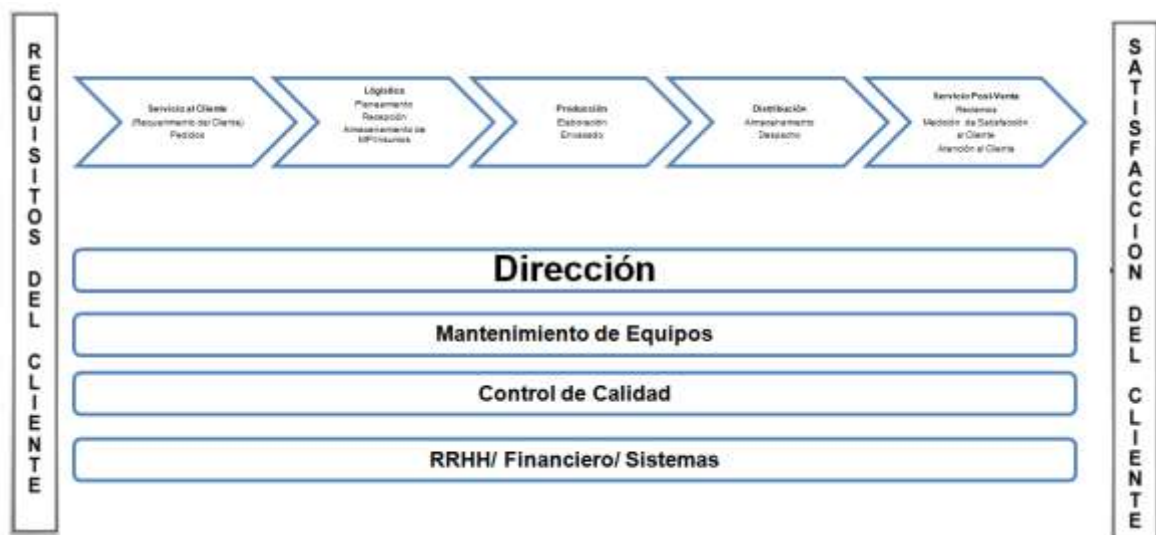 REQUISITOS DEL CLIENTE
Servicio al Cliente
(Requerimiento del Cliente)
Pedidos
Lógistica
Planeamiento
Recepción
Almacenamiento de
MP/Insumos
Producción
Elaboración
Envasado
Distribución
Almacenamiento
Despacho
Servicio Post-Venta
Reclamos
Medición de Satisfacción
al Cliente
Atención al Cliente
Dirección
Mantenimiento de Equipos
Control de Calidad
RRHH/ Financiero/ Sistemas
SATISFACCION DEL CLIENTE